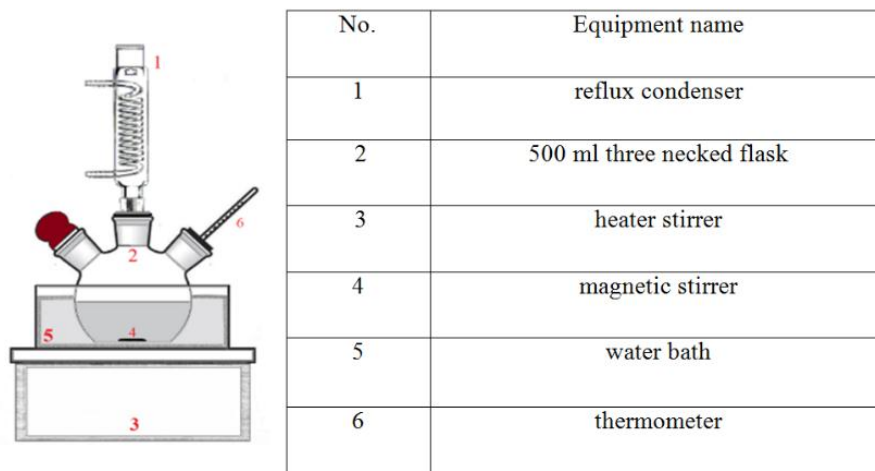 1
2
6
5
4
3
No. Equipment name
1 reflux condenser
2 500 ml three necked flask
3 heater stirrer
4 magnetic stirrer
5 water bath
6 thermometer